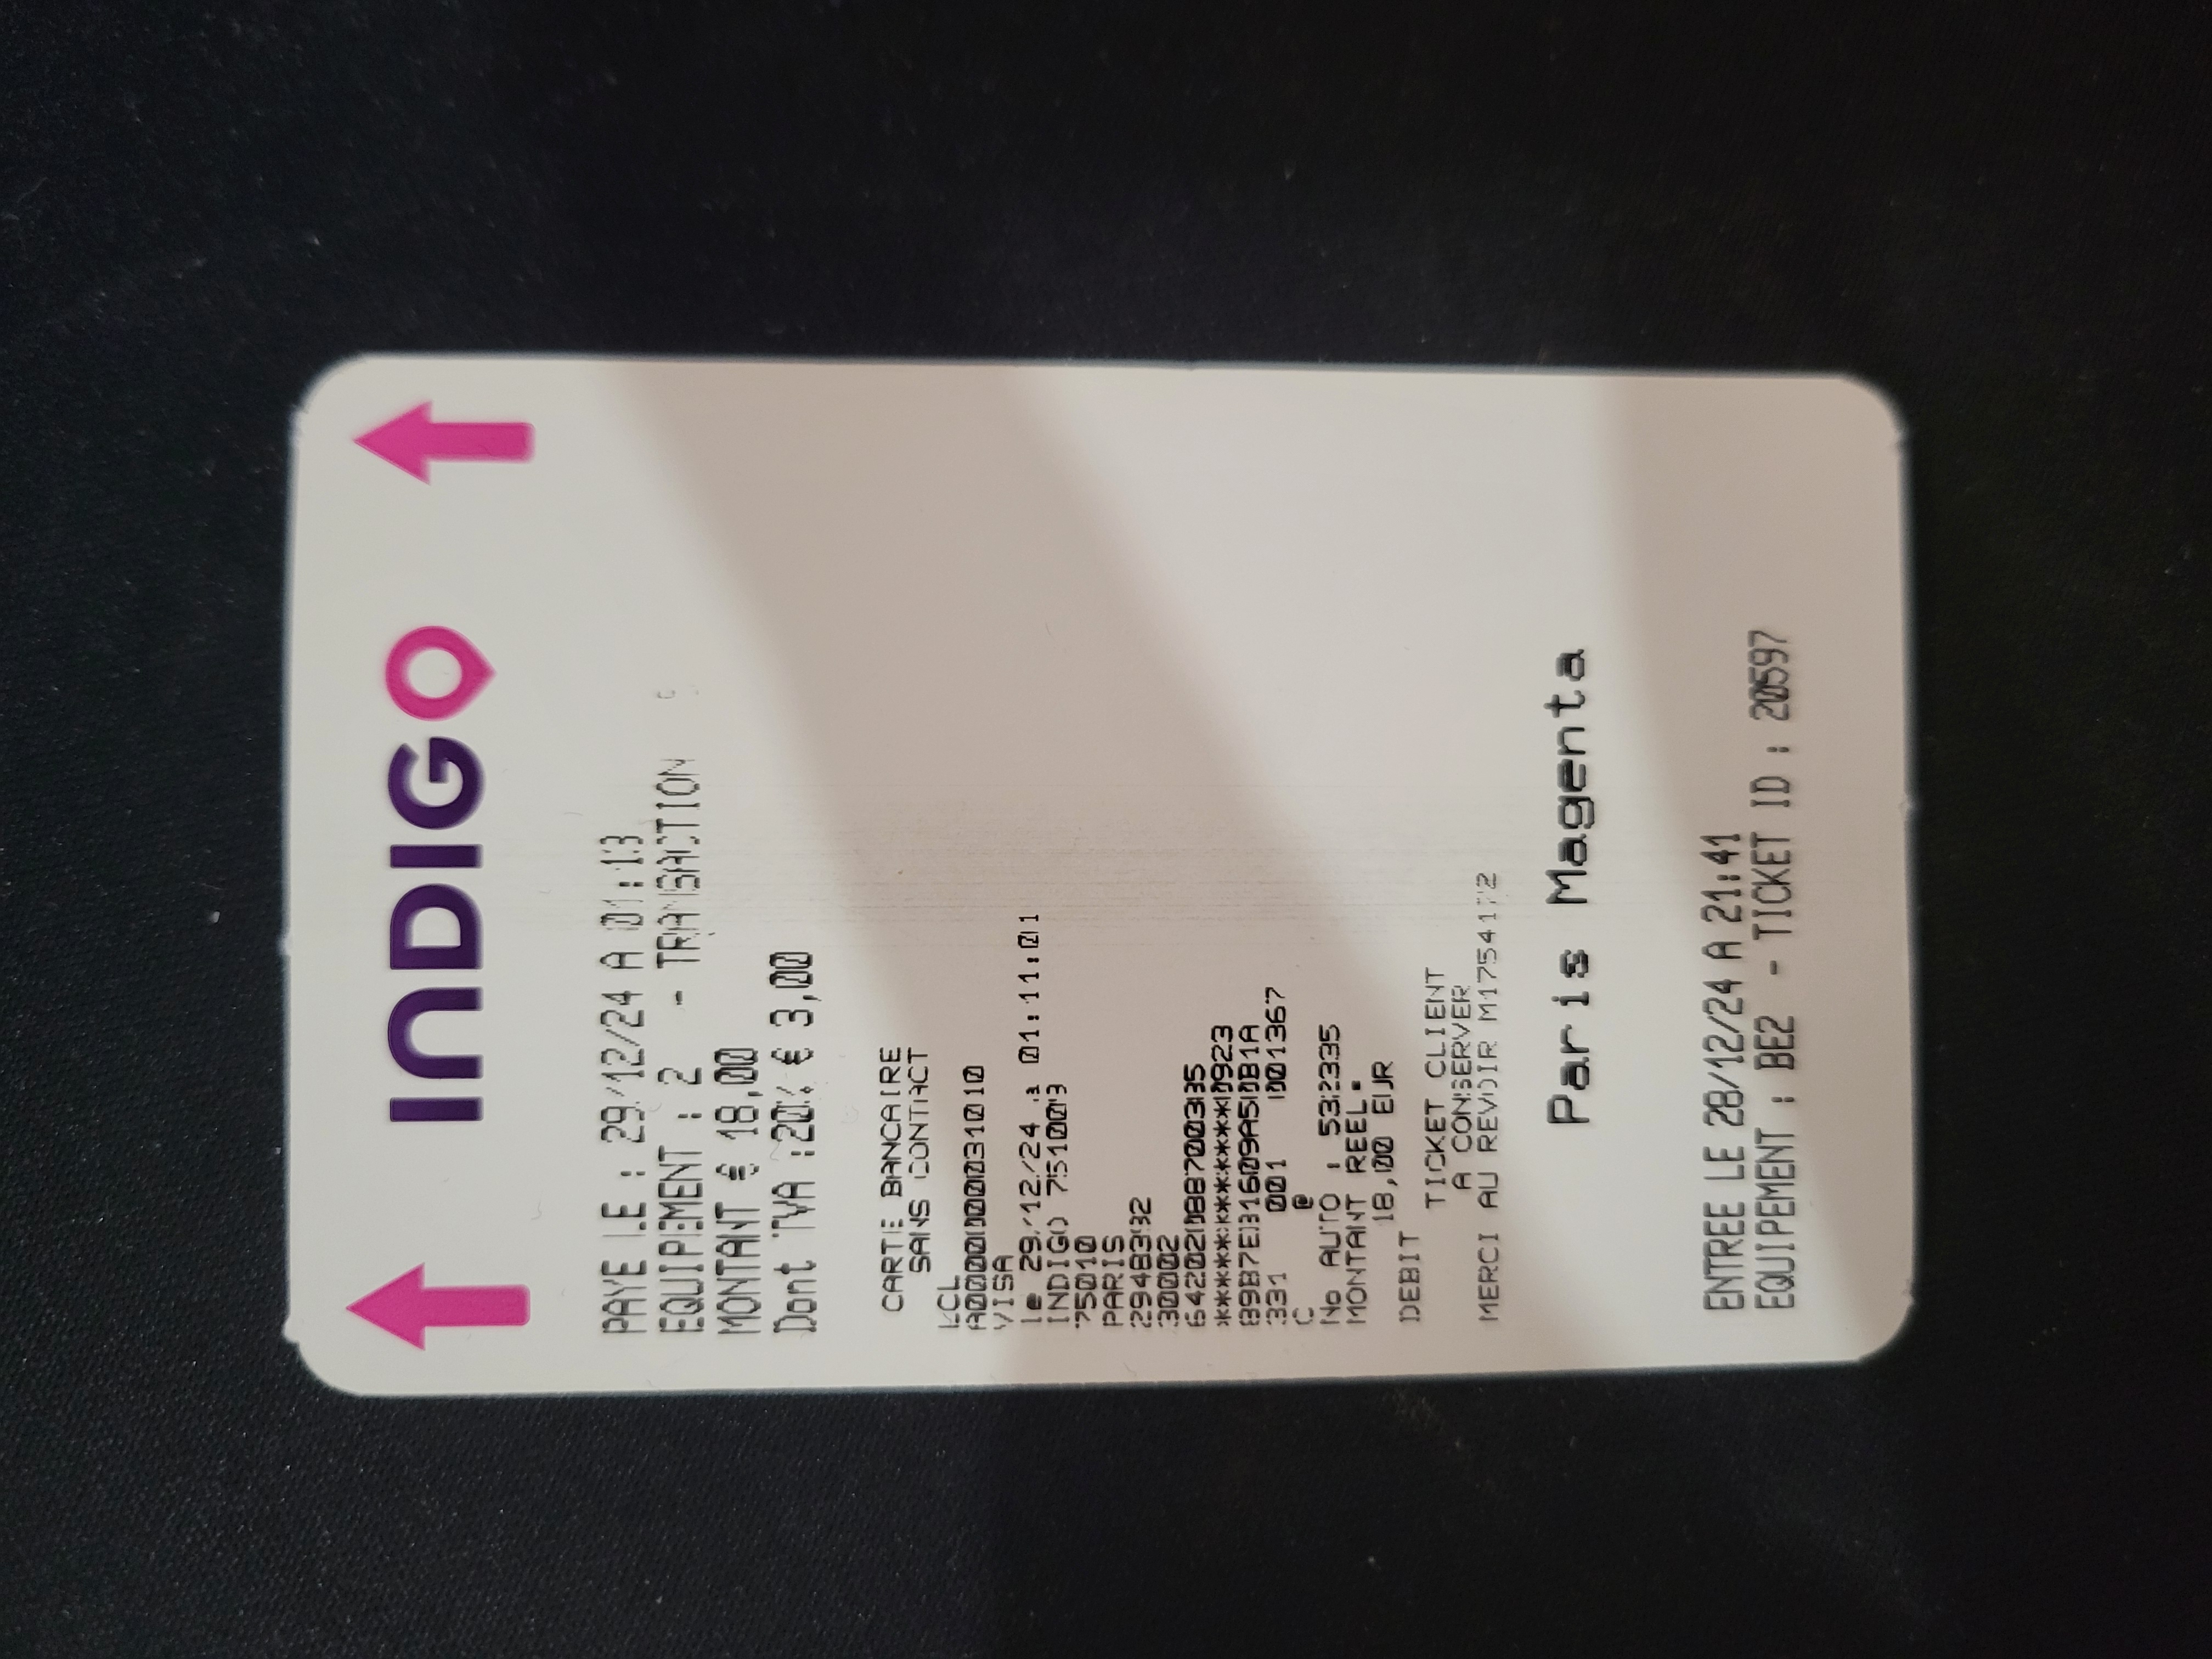 INDIGO
PAYE LE : 29/12/24 A 01:13
EQUIPEMENT : 2 - TRANSACTION
MONTANT € 18,00
Dont TVA :20% € 3,00
CARTE BANCAIRE
SANS CONTACT
LCL
A0000000031010
VISA
le 29/12/24 a 01:11:01
INDIGO 751009
75010
PARIS
2948392
30002
64202088700335
************0923
89B7EB1609A50B1A
331 001 001367
C @
No AUTO : 532335
MONTANT REEL=
18,00 EUR
DEBIT
TICKET CLIENT
A CONSERVER
MERCI AU REVOIR M1754172
Paris Magenta
ENTREE LE 28/12/24 A 21:41
EQUIPEMENT : BE2 - TICKET ID : 20597